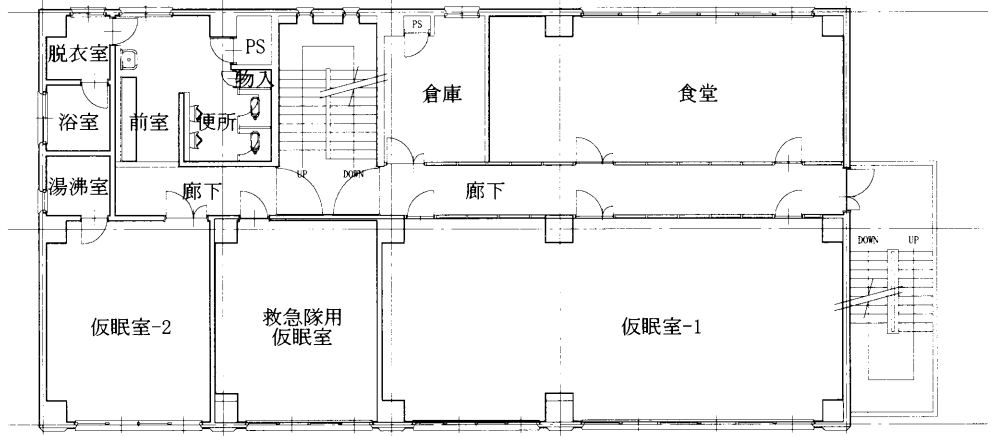 PS
脱衣室
PS
物入
倉庫
食堂
浴室
前室
便所
湯沸室
廊下
UP
DOWN
廊下
DOWN
UP
仮眠室-2
救急隊用
仮眠室
仮眠室-1